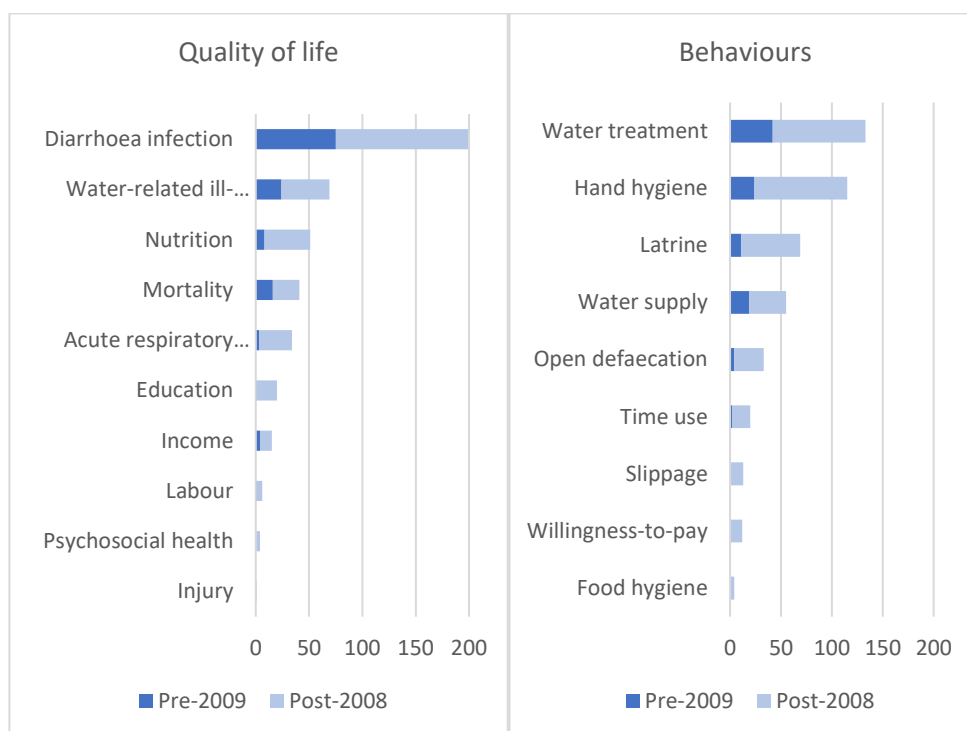 Quality of life
Diarrhoea infection
Water-related ill-...
Nutrition
Mortality
Acute respiratory...
Education
Income
Labour
Psychosocial health
Injury
0 50 100 150 200
Pre-2009 Post-2008
Behaviours
Water treatment
Hand hygiene
Latrine
Water supply
Open defaecation
Time use
Slippage
Willingness-to-pay
Food hygiene
0 50 100 150 200
Pre-2009 Post-2008